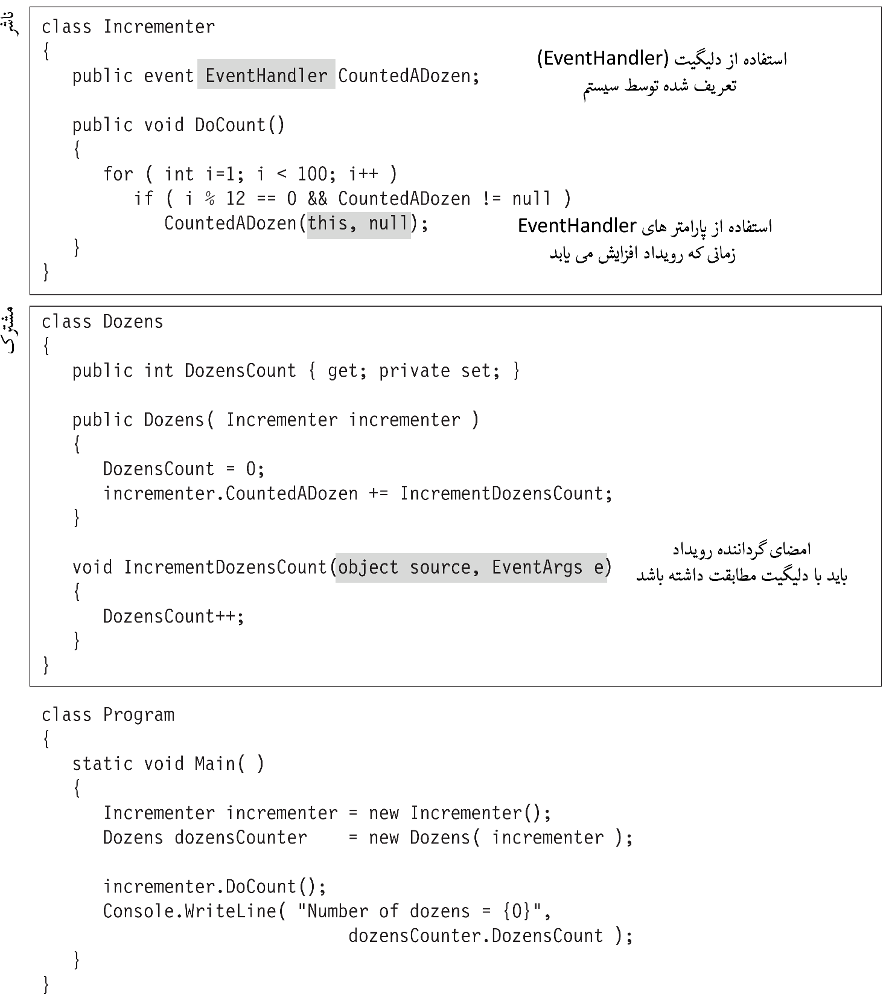 ناشر
class Incrementer
{
   public event EventHandler CountedADozen;
استفاده از دلیگیت (EventHandler)
تعریف شده توسط سیستم

   public void DoCount()
   {
      for ( int i=1; i < 100; i++ )
         if ( i % 12 == 0 && CountedADozen != null )
            CountedADozen(this, null);
استفاده از پارامتر های EventHandler
زمانی که رویداد افزایش می یابد
   }
}
مشترک
class Dozens
{
   public int DozensCount { get; private set; }

   public Dozens( Incrementer incrementer )
   {
      DozensCount = 0;
      incrementer.CountedADozen += IncrementDozensCount;
   }

   void IncrementDozensCount(object source, EventArgs e)
امضای گرداننده رویداد
باید با دلیگیت مطابقت داشته باشد
   {
      DozensCount++;
   }
}

class Program
{
   static void Main( )
   {
      Incrementer incrementer = new Incrementer();
      Dozens dozensCounter    = new Dozens( incrementer );

      incrementer.DoCount();
      Console.WriteLine( "Number of dozens = {0}",
                              dozensCounter.DozensCount );
   }
}